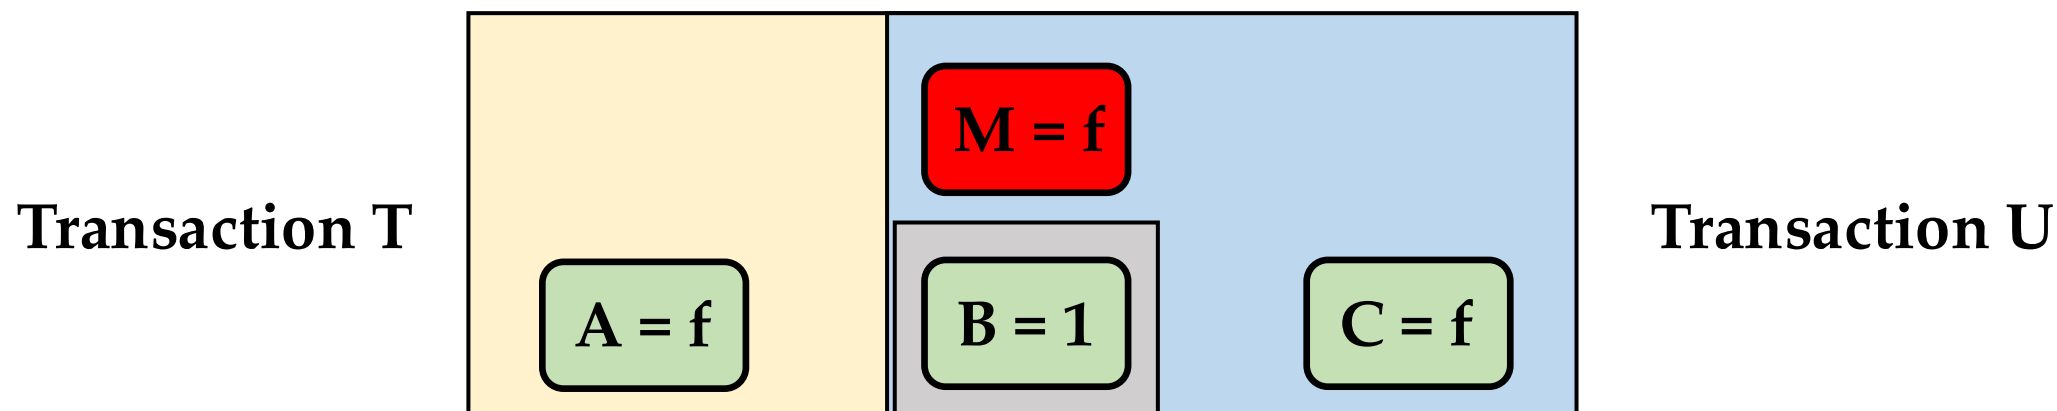 M = f
Transaction T
Transaction U
A = f
B = 1
C = f